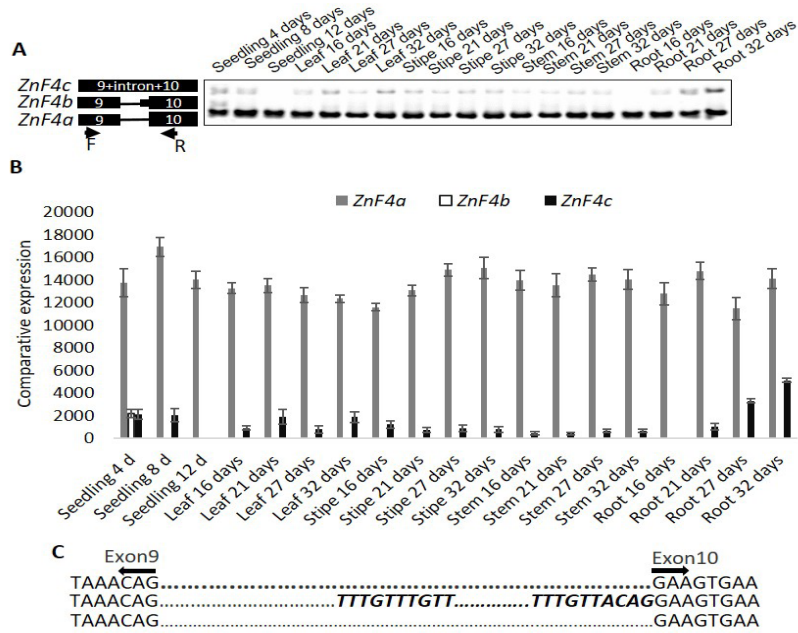 A
Seedling 4 days
Seedling 8 days
Seedling 12 days
Leaf 16 days
Leaf 21 days
Leaf 27 days
Leaf 32 days
Stipe 16 days
Stipe 21 days
Stipe 27 days
Stipe 32 days
Stem 16 days
Stem 21 days
Stem 27 days
Stem 32 days
Root 16 days
Root 21 days
Root 27 days
Root 32 days
ZnF4c 9+intron+10
ZnF4b 9 10
ZnF4a 9 10
F R
B
ZnF4a ZnF4b ZnF4c
Comparative expression
20000
18000
16000
14000
12000
10000
8000
6000
4000
2000
0
Seedling 4 d
Seedling 8 d
Seedling 12 d
Leaf 16 days
Leaf 21 days
Leaf 27 days
Leaf 32 days
Stipe 16 days
Stipe 21 days
Stipe 27 days
Stipe 32 days
Stem 16 days
Stem 21 days
Stem 27 days
Stem 32 days
Root 16 days
Root 21 days
Root 27 days
Root 32 days
C
Exon9 Exon10
TAAACAG................................................................GAAGTGAA
TAAACAG................................TTTGTTTGTT.............TTTGTTACAGGAAGTGAA
TAAACAG................................................................GAAGTGAA